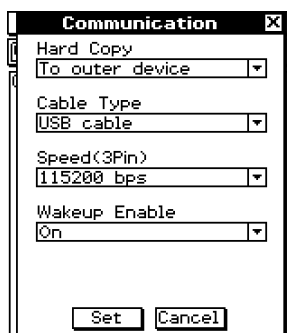 Communication X
Hard Copy
To outer device
Cable Type
USB cable
Speed(3Pin)
115200 bps
Wakeup Enable
On
Set Cancel